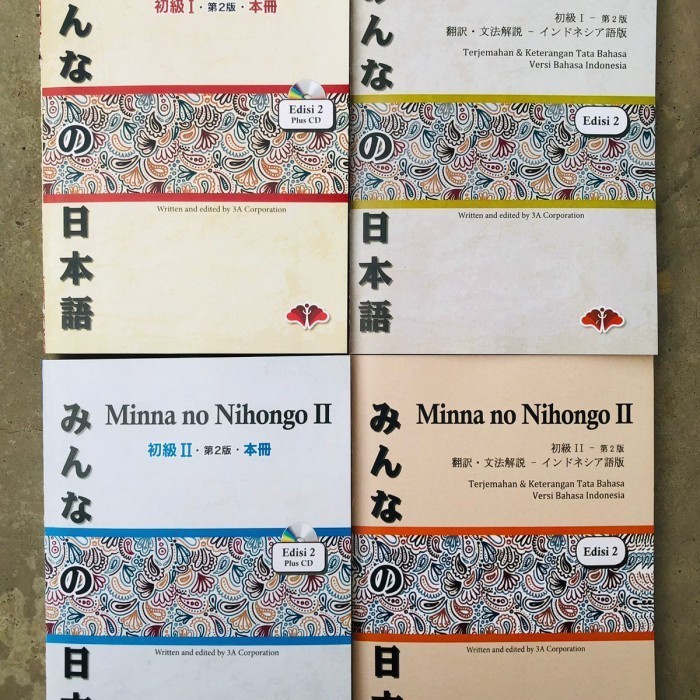 初級 I・第2版・本冊
みんなの日本語
Edisi 2
Plus CD
Written and edited by 3A Corporation
初級 I － 第2版
翻訳・文法解説 － インドネシア語版
Terjemahan & Keterangan Tata Bahasa
Versi Bahasa Indonesia
みんなの日本語
Edisi 2
Written and edited by 3A Corporation
Minna no Nihongo II
初級 II・第2版・本冊
みんなの日本
Edisi 2
Plus CD
Written and edited by 3A Corporation
Minna no Nihongo II
初級 II － 第2版
翻訳・文法解説 － インドネシア語版
Terjemahan & Keterangan Tata Bahasa
Versi Bahasa Indonesia
みんなの日本
Edisi 2
Written and edited by 3A Corporation